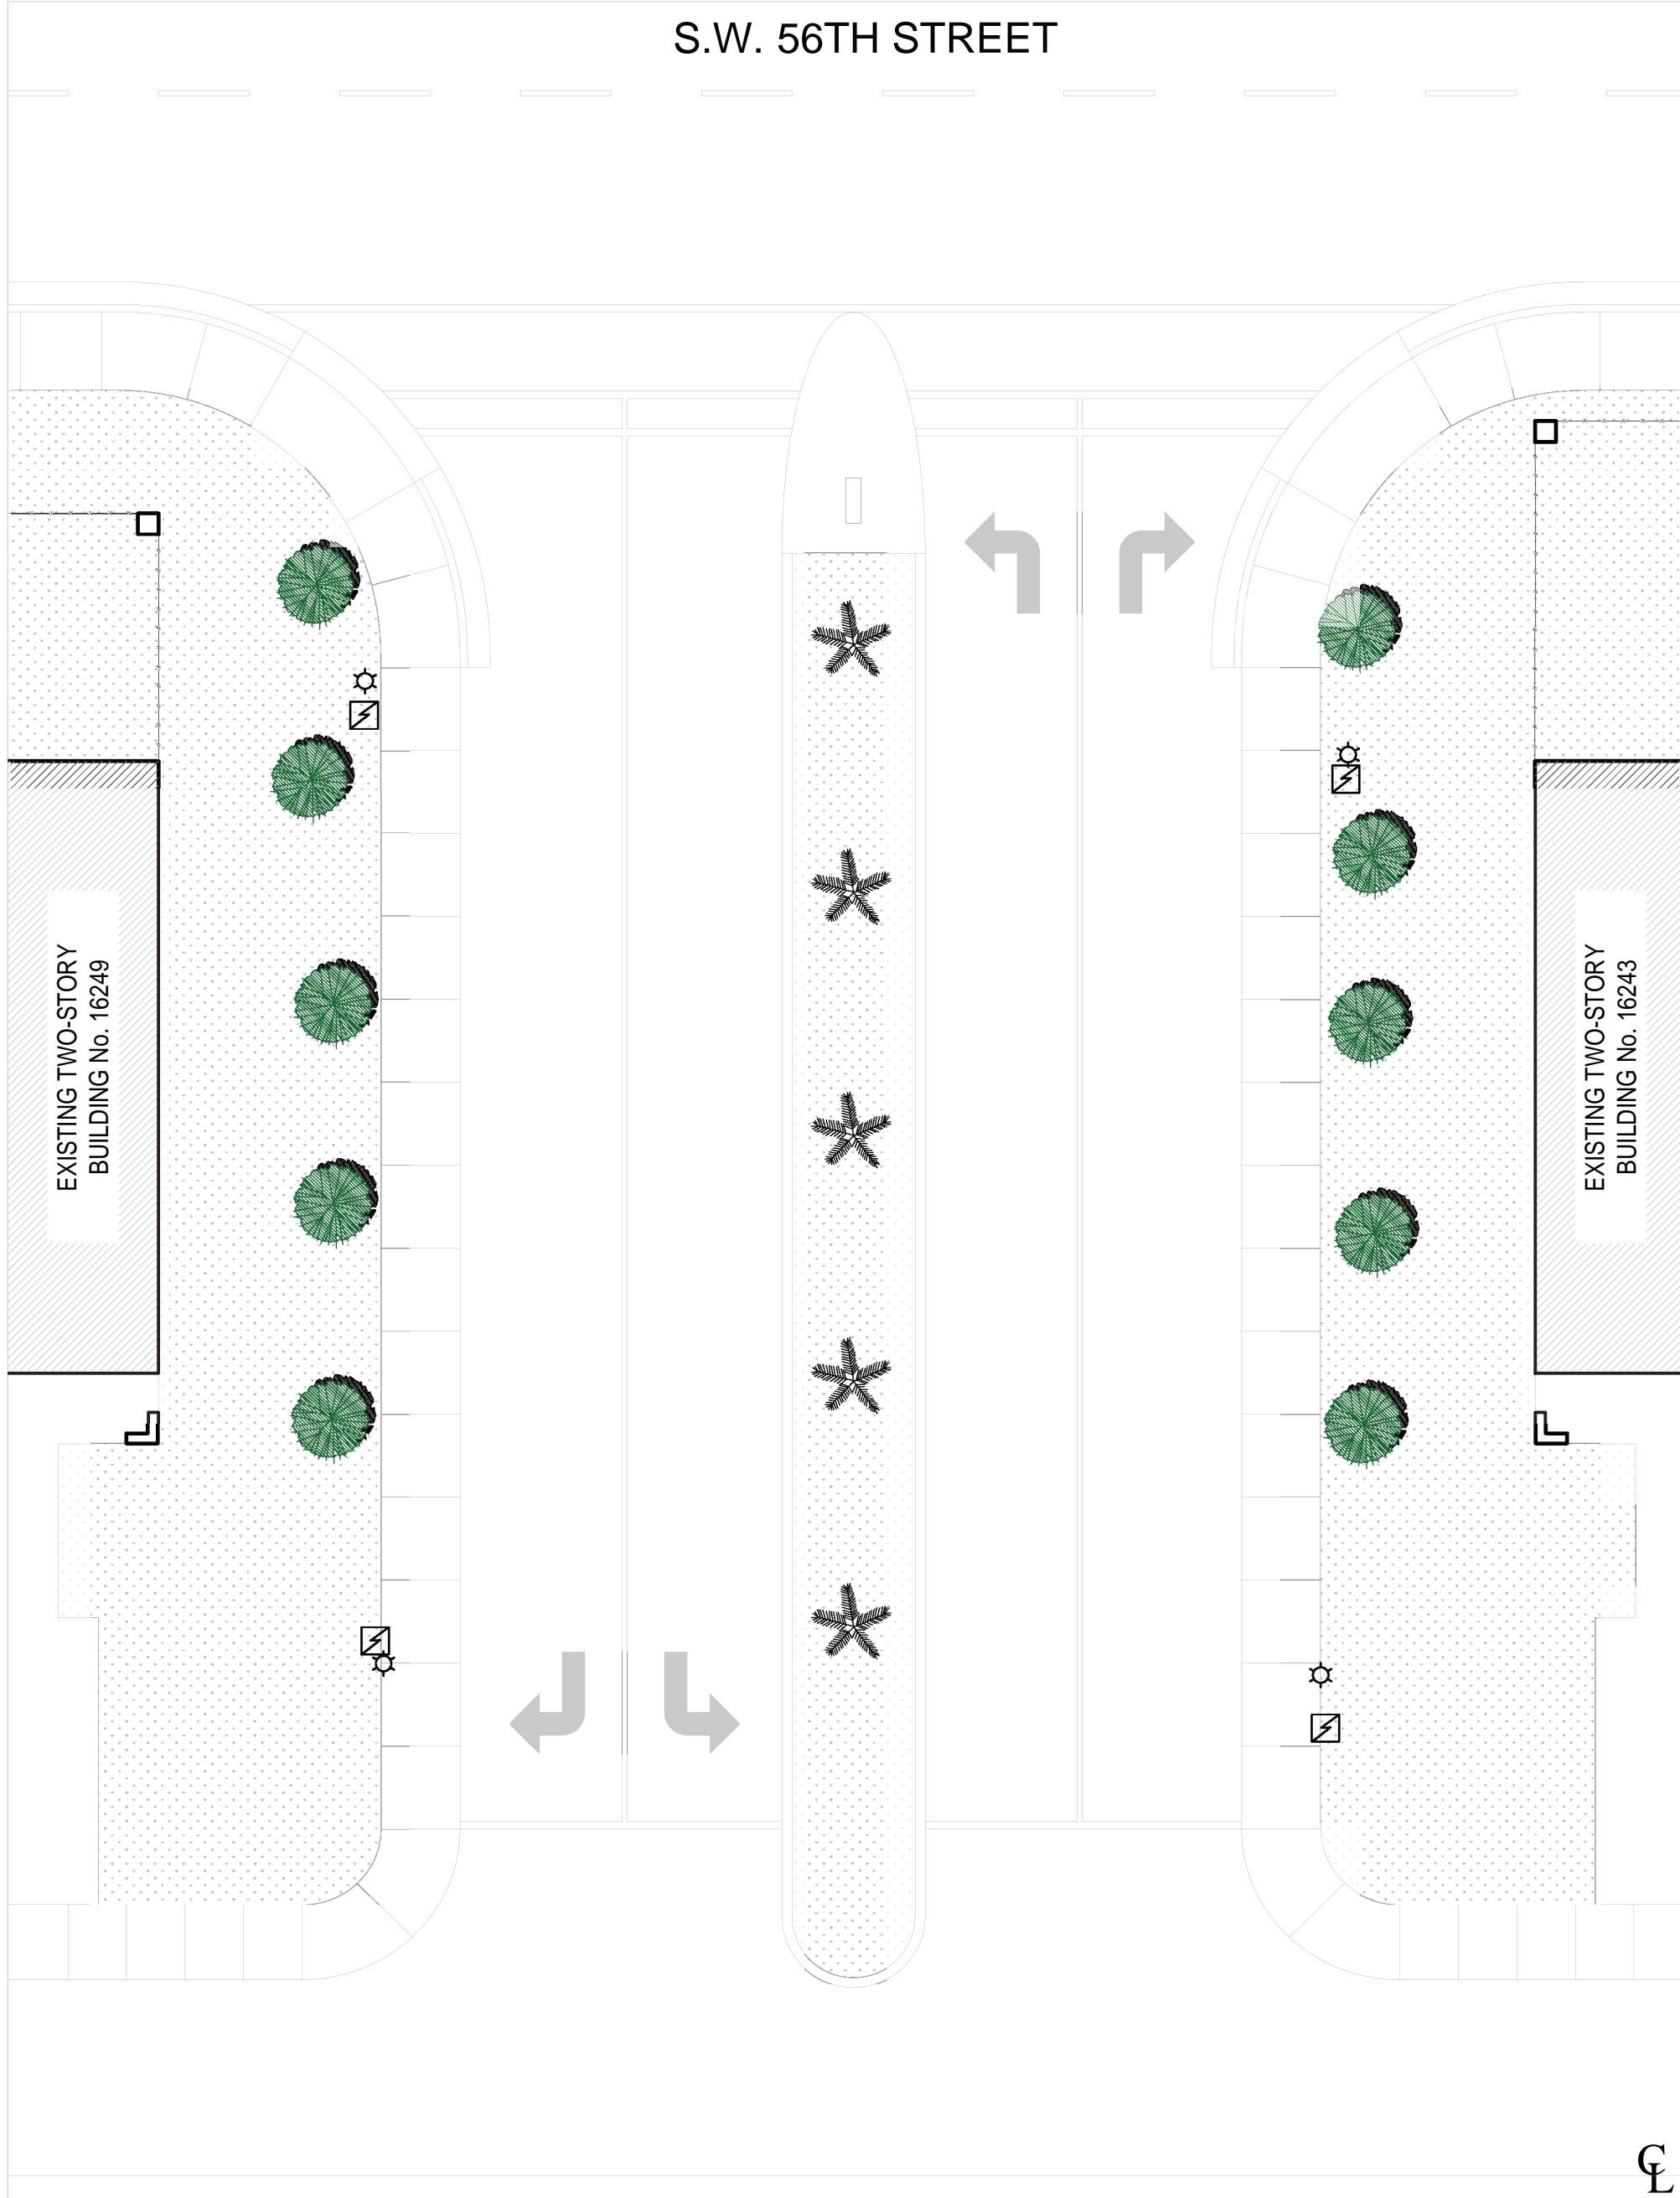 S.W. 56TH STREET
EXISTING TWO-STORY
BUILDING No. 16249
EXISTING TWO-STORY
BUILDING No. 16243
CL